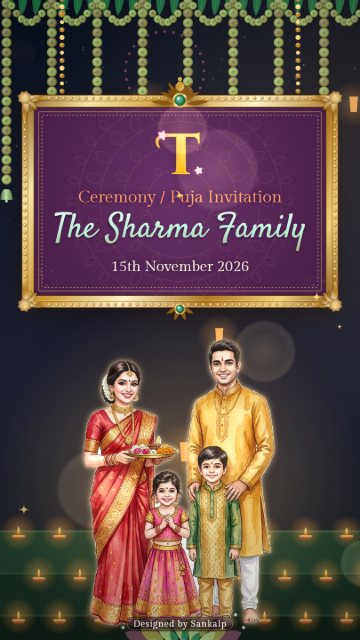 T
Ceremony / Puja Invitation
The Sharma Family
15th November 2026
Designed by Sankalp